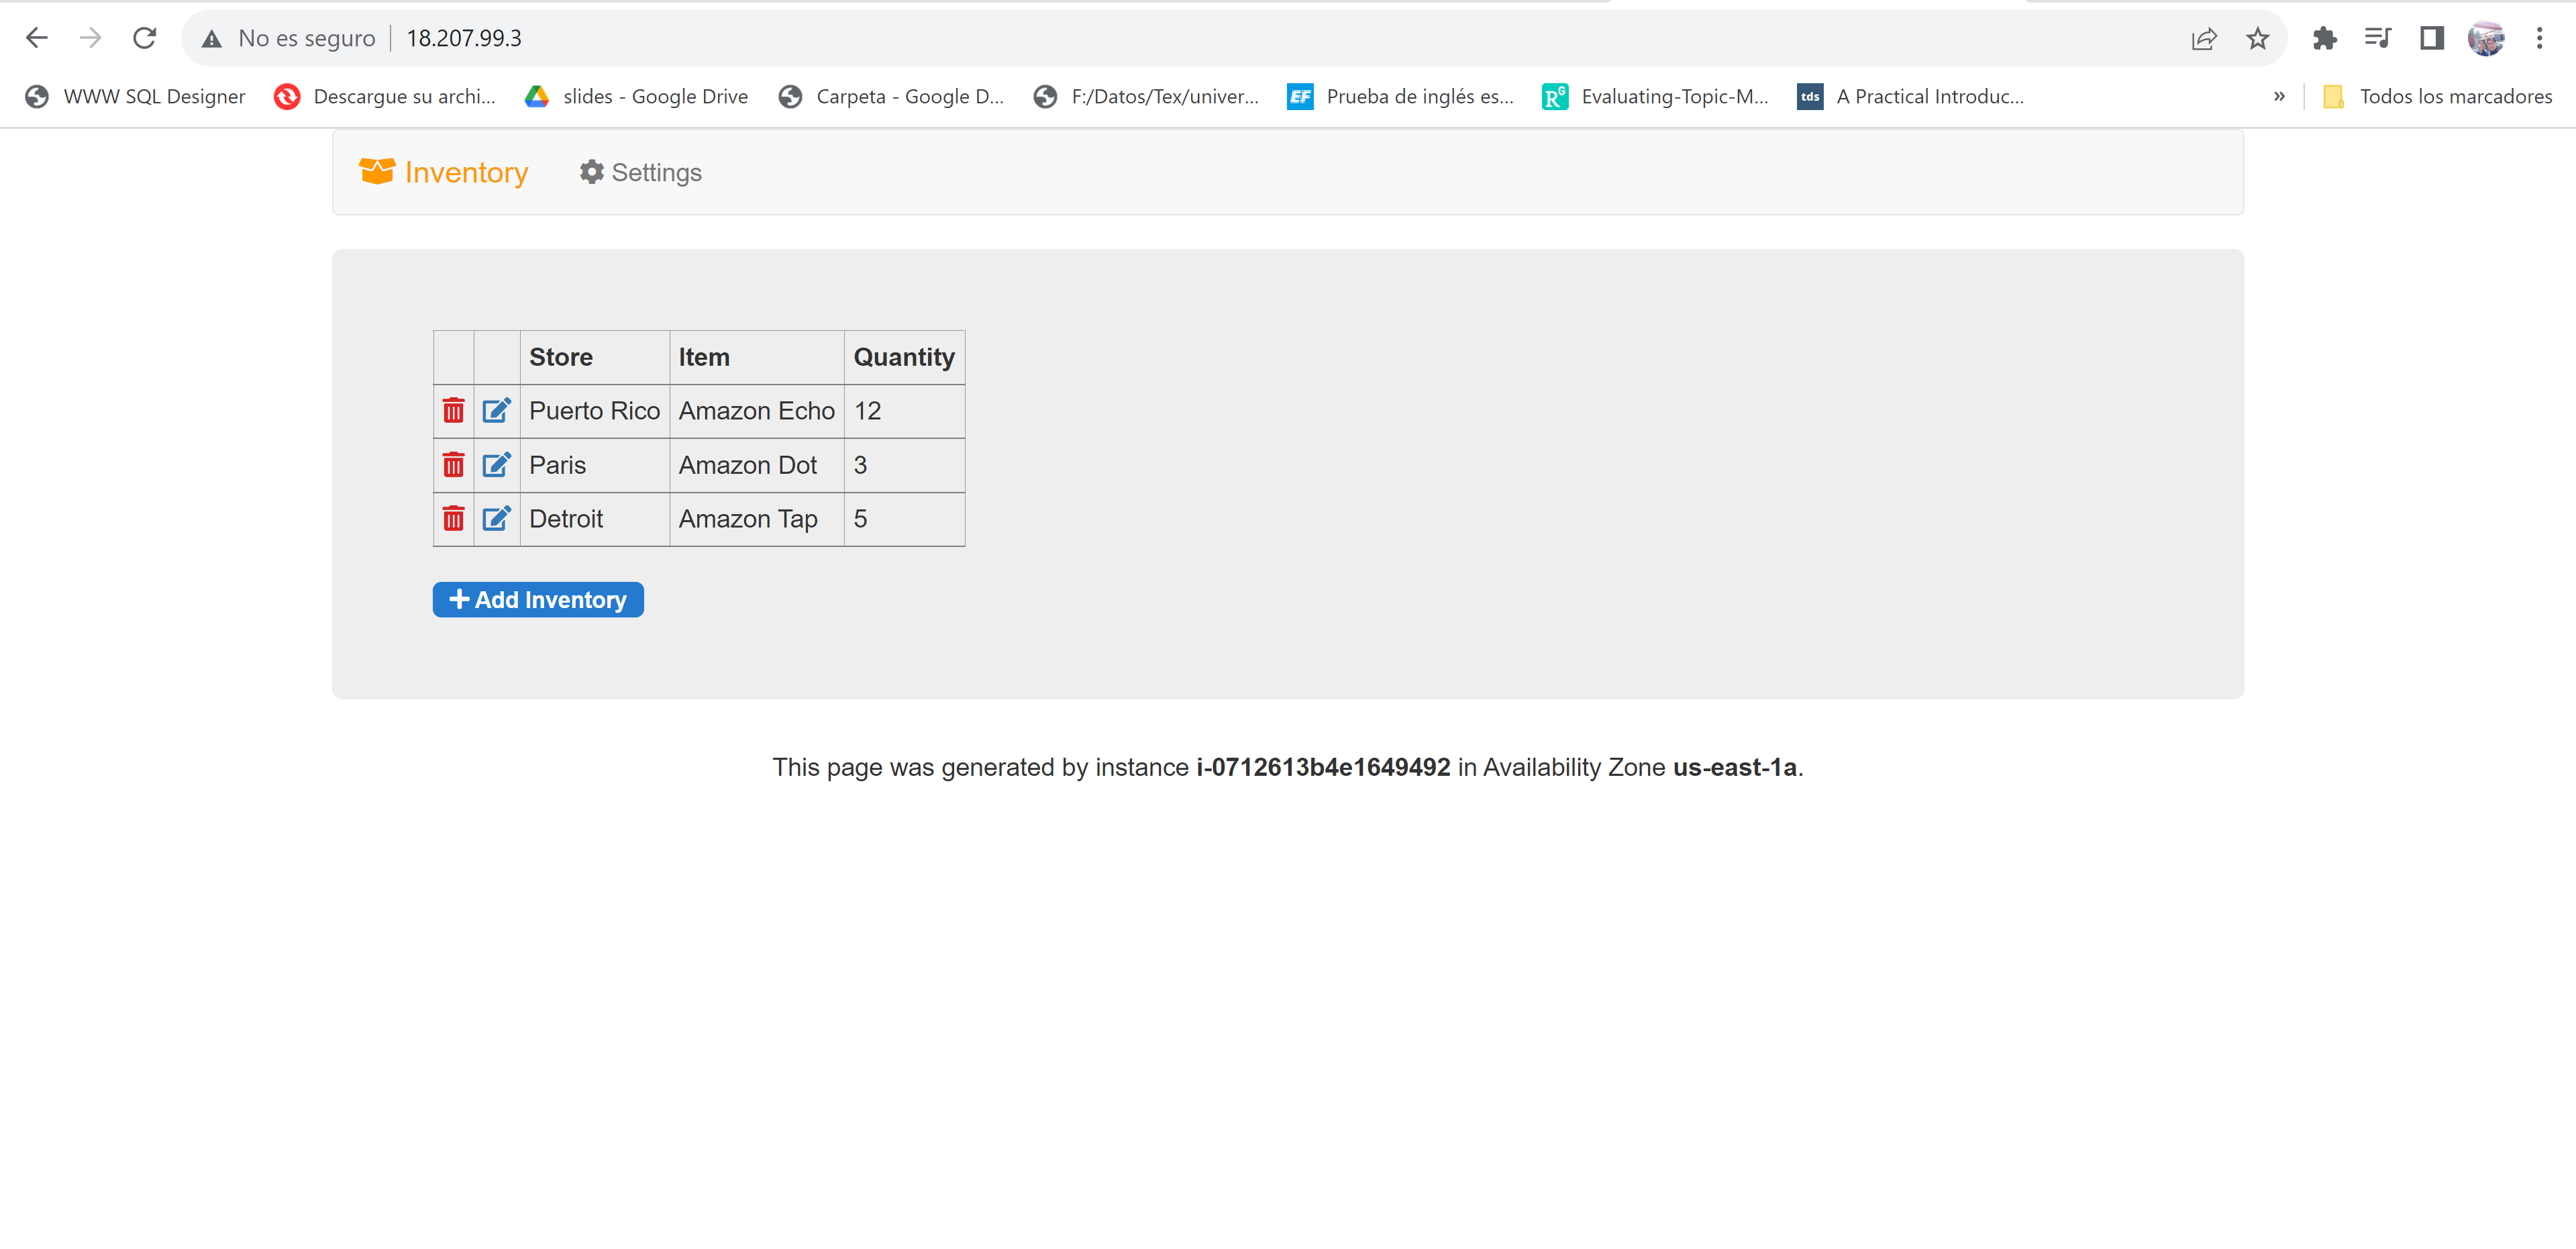 No es seguro 18.207.99.3
WWW SQL Designer Descargue su archi... slides - Google Drive Carpeta - Google D... F:/Datos/Tex/univer... EF Prueba de inglés es... RG Evaluating-Topic-M... tds A Practical Introduc... » Todos los marcadores
Inventory Settings
Store Item Quantity
Puerto Rico Amazon Echo 12
Paris Amazon Dot 3
Detroit Amazon Tap 5
Add Inventory
This page was generated by instance i-0712613b4e1649492 in Availability Zone us-east-1a.